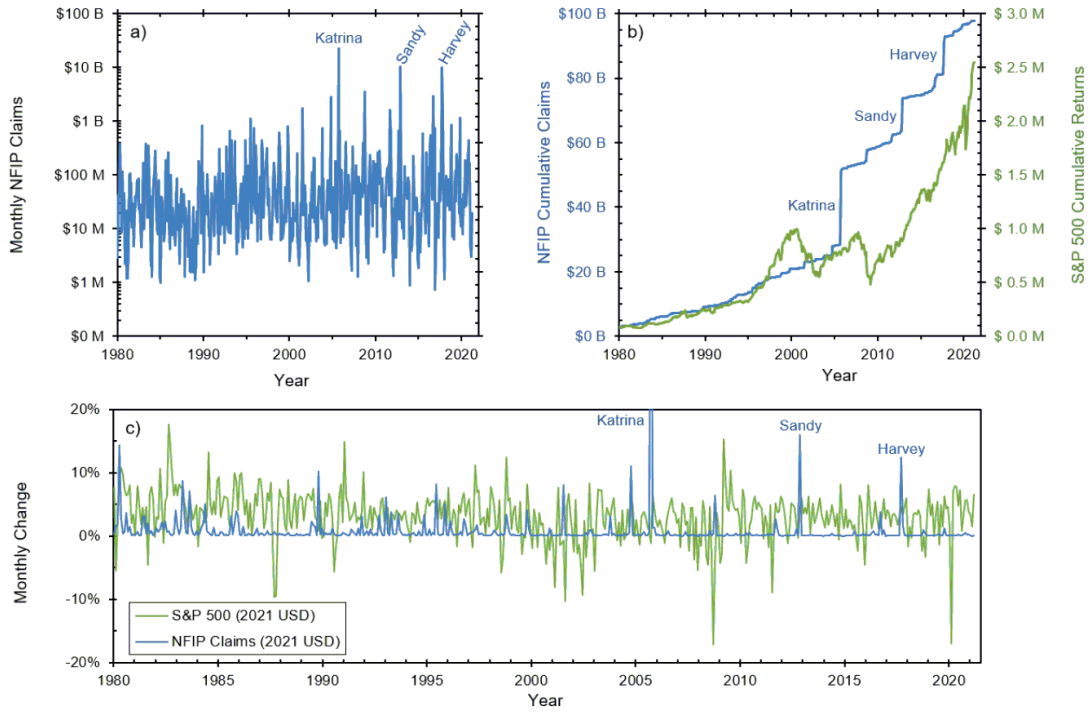 a)
Katrina
Sandy
Harvey
Monthly NFIP Claims
$100 B
$10 B
$1 B
$100 M
$10 M
$1 M
$0 M
1980
1990
2000
2010
2020
Year
b)
Harvey
Sandy
Katrina
NFIP Cumulative Claims
$100 B
$80 B
$60 B
$40 B
$20 B
$0 B
$ 3.0 M
$ 2.5 M
$ 2.0 M
$ 1.5 M
$ 1.0 M
$ 0.5 M
$ 0.0 M
S&P 500 Cumulative Returns
1980
1990
2000
2010
2020
Year
c)
Katrina
Sandy
Harvey
Monthly Change
20%
10%
0%
-10%
-20%
S&P 500 (2021 USD)
NFIP Claims (2021 USD)
1980
1985
1990
1995
2000
2005
2010
2015
2020
Year